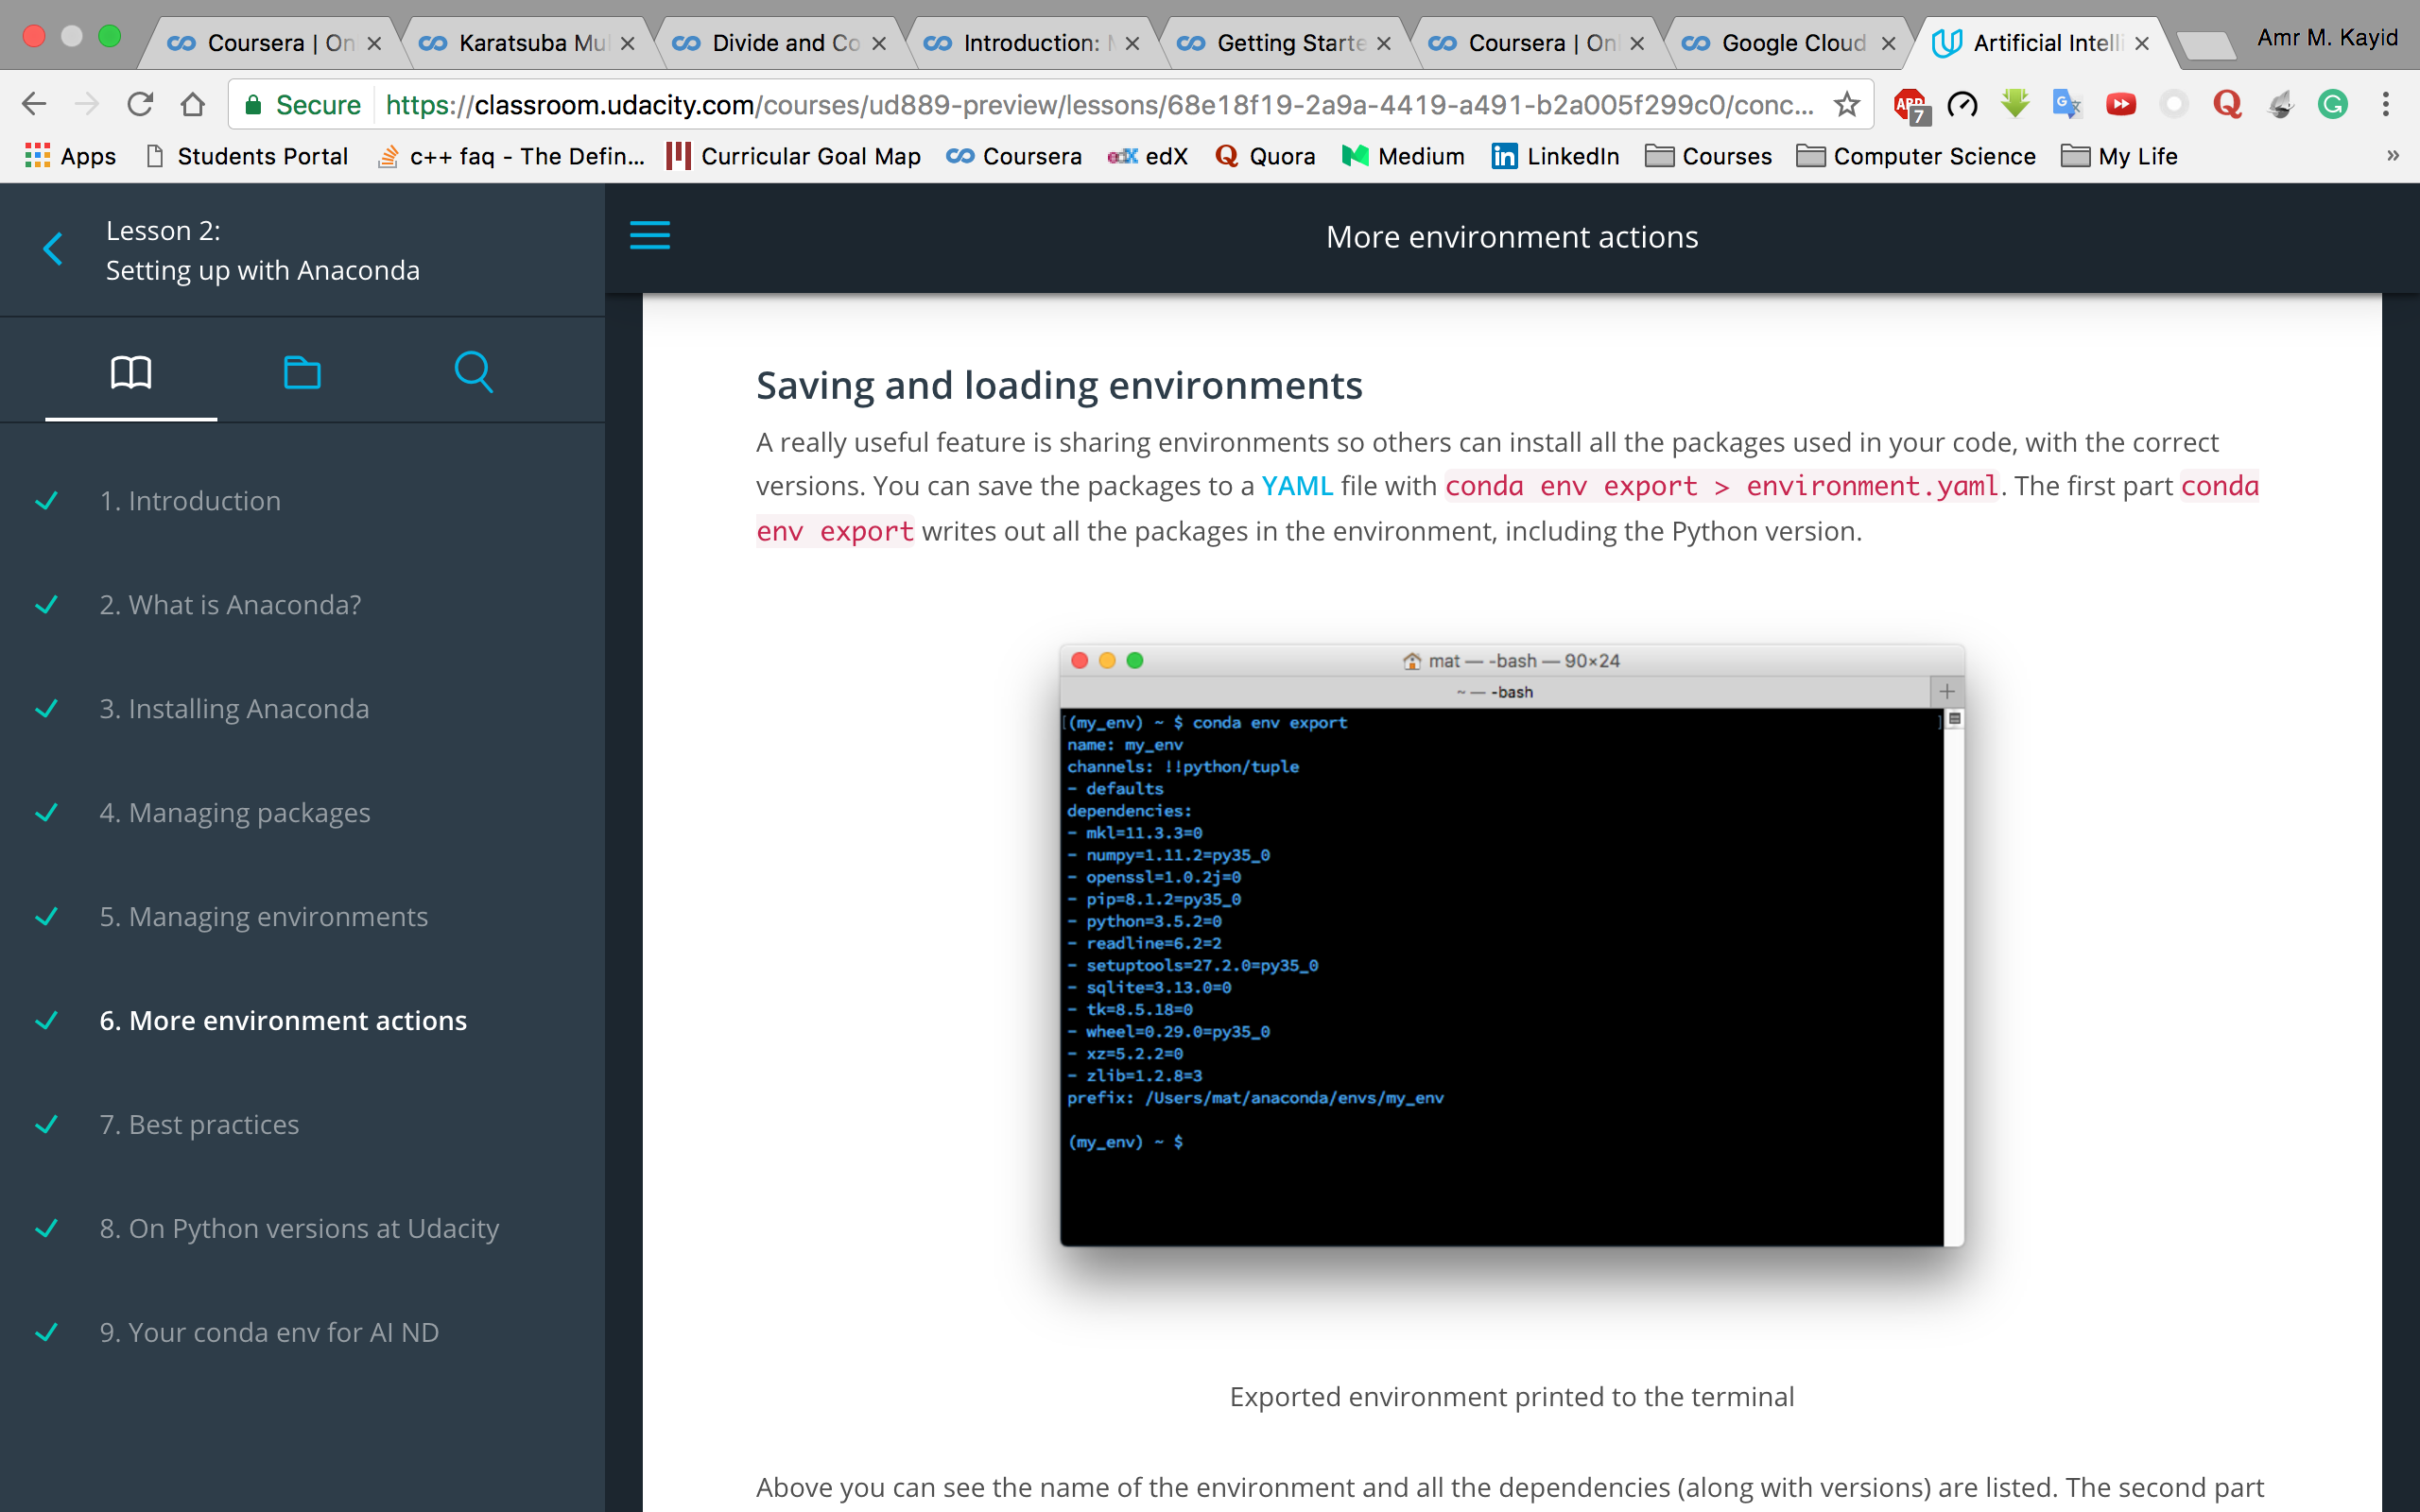 Coursera | On
Karatsuba Mul
Divide and Co
Introduction: M
Getting Starte
Coursera | Onl
Google Cloud
Artificial Intelli
Amr M. Kayid
Secure https://classroom.udacity.com/courses/ud889-preview/lessons/68e18f19-2a9a-4419-a491-b2a005f299c0/conc...
ABP 7
Apps Students Portal c++ faq - The Defin... Curricular Goal Map Coursera edX edX Quora Medium LinkedIn Courses Computer Science My Life »
Lesson 2:
Setting up with Anaconda
1. Introduction
2. What is Anaconda?
3. Installing Anaconda
4. Managing packages
5. Managing environments
6. More environment actions
7. Best practices
8. On Python versions at Udacity
9. Your conda env for AI ND
More environment actions
Saving and loading environments
A really useful feature is sharing environments so others can install all the packages used in your code, with the correct
versions. You can save the packages to a YAML file with conda env export > environment.yaml. The first part conda
env export writes out all the packages in the environment, including the Python version.
mat — -bash — 90×24
~ — -bash
[(my_env) ~ $ conda env export ]
name: my_env
channels: !!python/tuple
- defaults
dependencies:
- mkl=11.3.3=0
- numpy=1.11.2=py35_0
- openssl=1.0.2j=0
- pip=8.1.2=py35_0
- python=3.5.2=0
- readline=6.2=2
- setuptools=27.2.0=py35_0
- sqlite=3.13.0=0
- tk=8.5.18=0
- wheel=0.29.0=py35_0
- xz=5.2.2=0
- zlib=1.2.8=3
prefix: /Users/mat/anaconda/envs/my_env
(my_env) ~ $
Exported environment printed to the terminal
Above you can see the name of the environment and all the dependencies (along with versions) are listed. The second part